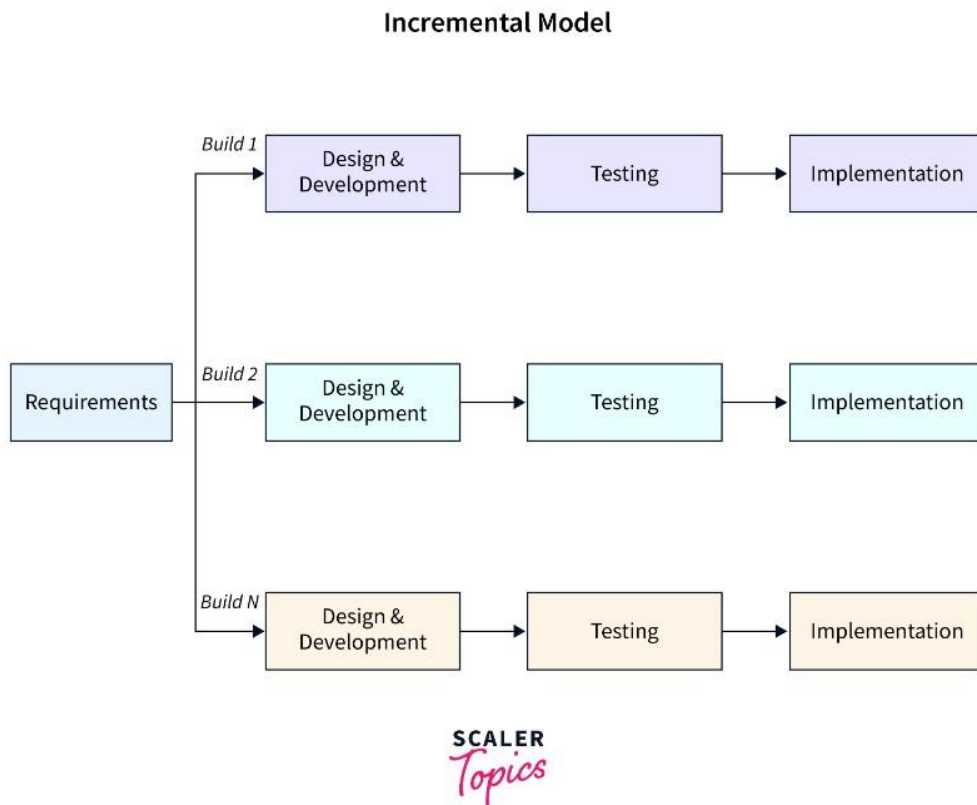 Incremental Model
Build 1
Design &
Development
Testing
Implementation
Requirements
Build 2
Design &
Development
Testing
Implementation
Build N
Design &
Development
Testing
Implementation
SCALER
Topics